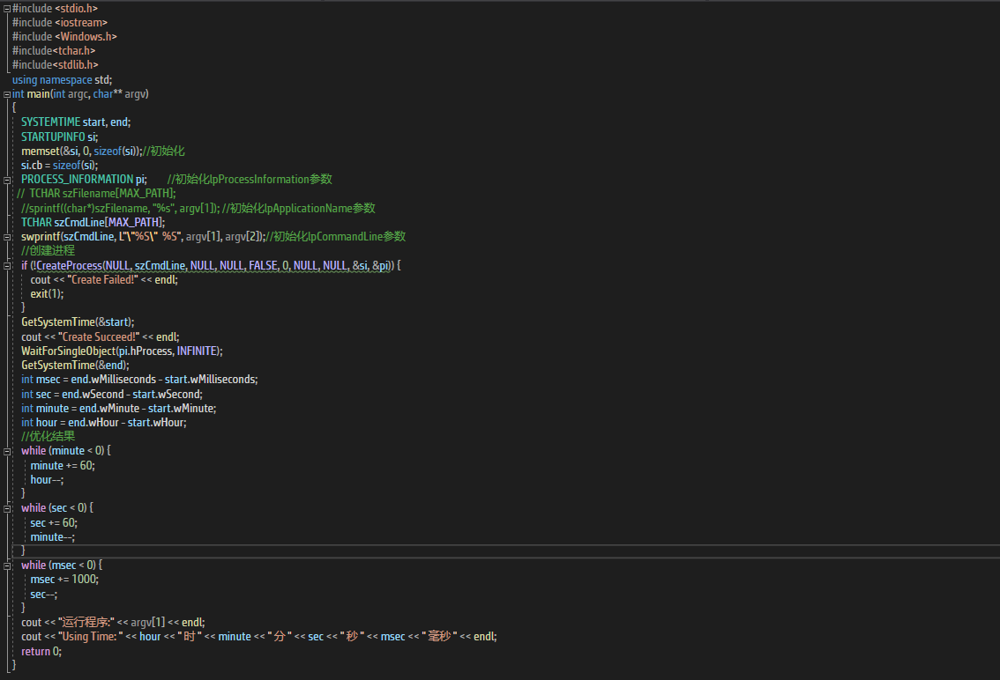 #include <stdio.h>
#include <iostream>
#include <Windows.h>
#include<tchar.h>
#include<stdlib.h>
using namespace std;
int main(int argc, char** argv)
{
SYSTEMTIME start, end;
STARTUPINFO si;
memset(&si, 0, sizeof(si));//初始化
si.cb = sizeof(si);
PROCESS_INFORMATION pi; //初始化lpProcessInformation参数
// TCHAR szFilename[MAX_PATH];
//sprintf((char*)szFilename, "%s", argv[1]); //初始化lpApplicationName参数
TCHAR szCmdLine[MAX_PATH];
swprintf(szCmdLine, L"\"%S\" %S", argv[1], argv[2]);//初始化lpCommandLine参数
//创建进程
if (!CreateProcess(NULL, szCmdLine, NULL, NULL, FALSE, 0, NULL, NULL, &si, &pi)) {
cout << "Create Failed!" << endl;
exit(1);
}
GetSystemTime(&start);
cout << "Create Succeed!" << endl;
WaitForSingleObject(pi.hProcess, INFINITE);
GetSystemTime(&end);
int msec = end.wMilliseconds - start.wMilliseconds;
int sec = end.wSecond - start.wSecond;
int minute = end.wMinute - start.wMinute;
int hour = end.wHour - start.wHour;
//优化结果
while (minute < 0) {
minute += 60;
hour--;
}
while (sec < 0) {
sec += 60;
minute--;
}
while (msec < 0) {
msec += 1000;
sec--;
}
cout << "运行程序:" << argv[1] << endl;
cout << "Using Time: " << hour << " 时 " << minute << " 分 " << sec << " 秒 " << msec << " 毫秒 " << endl;
return 0;
}